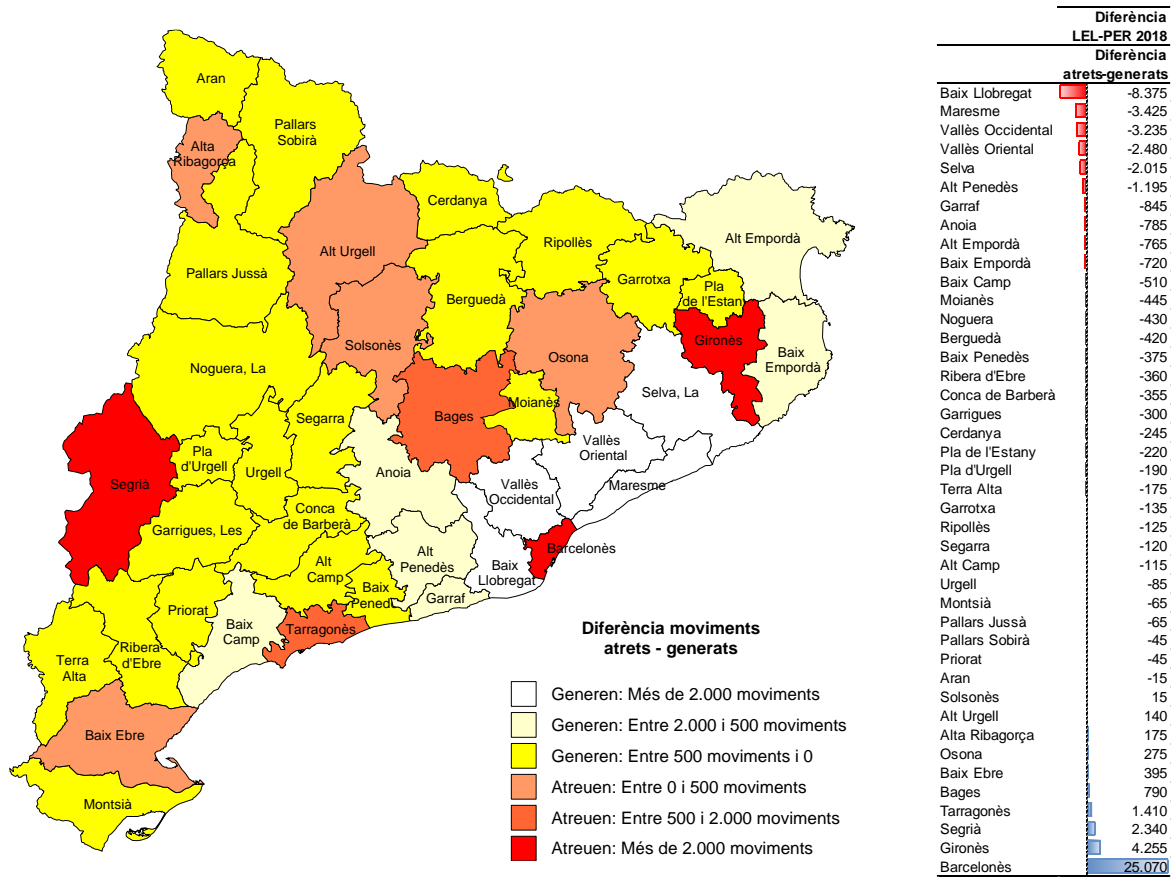 Aran
Pallars
Sobirà
Alta
Ribagorça
Cerdanya
Alt Urgell
Ripollès
Alt Empordà
Pallars Jussà
Garrotxa
Berguedà
Pla
de l'Estan
Solsonès
Osona
Gironès
Baix
Empordà
Noguera, La
Selva, La
Moianès
Bages
Segarra
Vallès
Oriental
Pla
d'Urgell
Urgell
Anoia
Segrià
Vallès
Occidental
Maresme
Conca
de Barberà
Garrigues, Les
Barcelonès
Alt
Penedès
Baix
Llobregat
Alt
Camp
Baix
Pened
Garraf
Priorat
Baix
Camp
Tarragonès
Ribera
d'Ebre
Terra
Alta
Baix Ebre
Montsià
Diferència moviments
atrets - generats
Generen: Més de 2.000 moviments
Generen: Entre 2.000 i 500 moviments
Generen: Entre 500 moviments i 0
Atreuen: Entre 0 i 500 moviments
Atreuen: Entre 500 i 2.000 moviments
Atreuen: Més de 2.000 moviments
Diferència
LEL-PER 2018
Diferència
atrets-generats
Baix Llobregat -8.375
Maresme -3.425
Vallès Occidental -3.235
Vallès Oriental -2.480
Selva -2.015
Alt Penedès -1.195
Garraf -845
Anoia -785
Alt Empordà -765
Baix Empordà -720
Baix Camp -510
Moianès -445
Noguera -430
Berguedà -420
Baix Penedès -375
Ribera d'Ebre -360
Conca de Barberà -355
Garrigues -300
Cerdanya -245
Pla de l'Estany -220
Pla d'Urgell -190
Terra Alta -175
Garrotxa -135
Ripollès -125
Segarra -120
Alt Camp -115
Urgell -85
Montsià -65
Pallars Jussà -65
Pallars Sobirà -45
Priorat -45
Aran -15
Solsonès 15
Alt Urgell 140
Alta Ribagorça 175
Osona 275
Baix Ebre 395
Bages 790
Tarragonès 1.410
Segrià 2.340
Gironès 4.255
Barcelonès 25.070